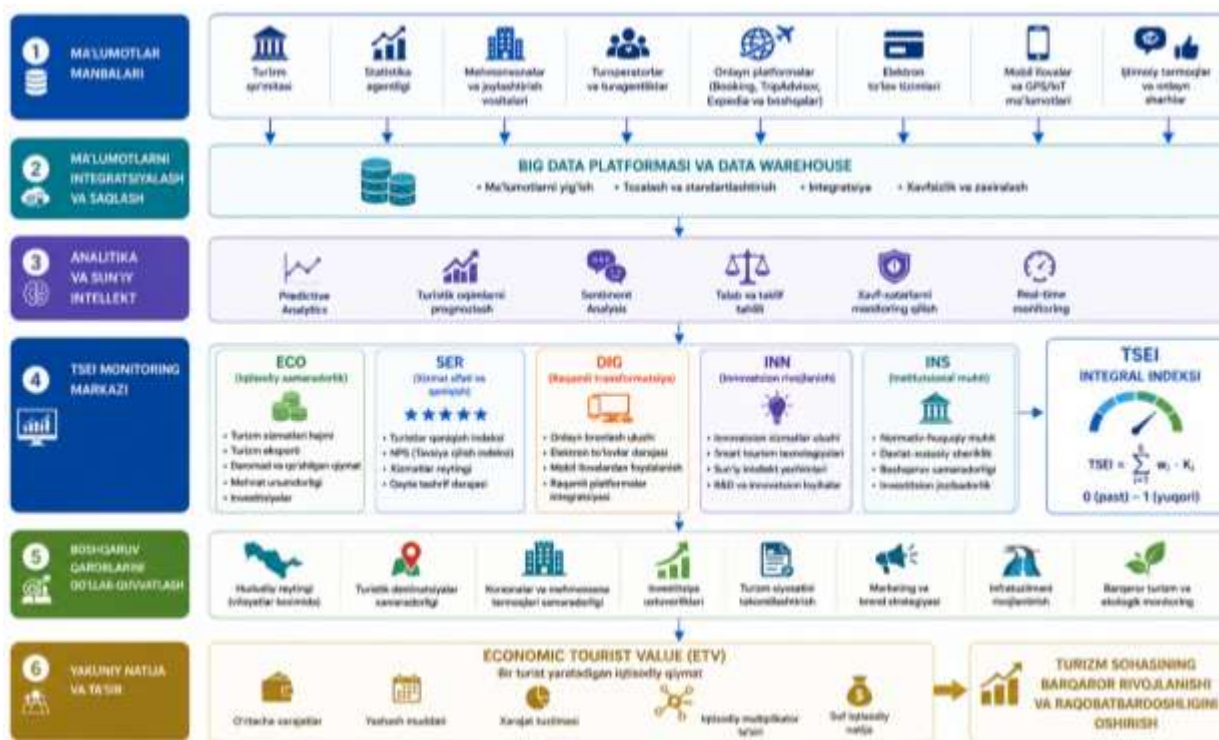 1
MA'LUMOTLAR
MANBALARI
Turizm
qo'mitasi
Statistika
agentligi
Mehmonxonalar
va joylashtirish
vositalari
Turoperatorlar
va turagentliklar
Onlayn platformalar
(Booking, TripAdvisor,
Expedia va boshqalar)
Elektron
to'lov tizimlari
Mobil ilovalar
va GPS/IoT
ma'lumotlari
Ijtimoiy tarmoqlar
va onlayn
sharhlar
2
MA'LUMOTLARNI
INTEGRATSIYALASH
VA SAQLASH
BIG DATA PLATFORMASI VA DATA WAREHOUSE
• Ma'lumotlarni yig'ish • Tozalash va standartlashtirish • Integratsiya • Xavfsizlik va zaxiralash
3
ANALITIKA
VA SUN'IY
INTELLEKT
Predictive
Analytics
Turistik oqimlarni
prognozlash
Sentiment
Analysis
Talab va taklif
tahlili
Xavf-xatarlarni
monitoring qilish
Real-time
monitoring
4
TSEI MONITORING
MARKAZI
ECO
(Iqtisodiy samaradorlik)
• Turizm xizmatlari hajmi
• Turizm eksporti
• Daromad va qo'shilgan qiymat
• Mehnat unumdorligi
• Investitsiyalar
SER
(Xizmat sifati va
qoniqish)
• Turistlar qoniqish indeksi
• NPS (Tavsiya qilish indeksi)
• Xizmatlar reytingi
• Qayta tashrif darajasi
DIG
(Raqamli transformatsiya)
• Onlayn bronlash ulushi
• Elektron to'lovlar darajasi
• Mobil ilovalardan foydalanish
• Raqamli platformalar
integratsiyasi
INN
(Innovatsion rivojlanish)
• Innovatsion xizmatlar ulushi
• Smart tourism texnologiyalari
• Sun'iy intellekt yechimlari
• R&D va innovatsion loyihalar
INS
(Institutsional muhit)
• Normativ-huquqiy muhit
• Davlat-xususiy sheriklik
• Boshqaruv samaradorligi
• Investitsion jozibadorlik
TSEI
INTEGRAL INDEKSI
TSEI = ∑ wⱼ · Kⱼ
0 (past) – 1 (yuqori)
5
BOSHQARUV
QARORLARINI
QO'LLAB-QUVVATLASH
Hududiy reytingi
(viloyatlar kesimida)
Turistik destinatsiyalar
samaradorligi
Korxonalar va mehmonxona
tarmoqlari samaradorligi
Investitsiya
ustuvorliklari
Turizm siyosatini
takomillashtirish
Marketing va
brend strategiyasi
Infratuzilmani
rivojlantirish
Barqaror turizm va
ekologik monitoring
6
YAKUNIY NATIJA
VA TA'SIR
ECONOMIC TOURIST VALUE (ETV)
Bir turist yaratadigan iqtisodiy qiymat
O'rtacha xarajatlar
Yashash muddati
Xarajat tuzilmasi
Iqtisodiy multiplikator
ta'siri
Sof iqtisodiy
natija
TURIZM SOHASINING
BARQAROR RIVOJLANISHI
VA RAQOBATBARDOSHLIGINI
OSHIRISH